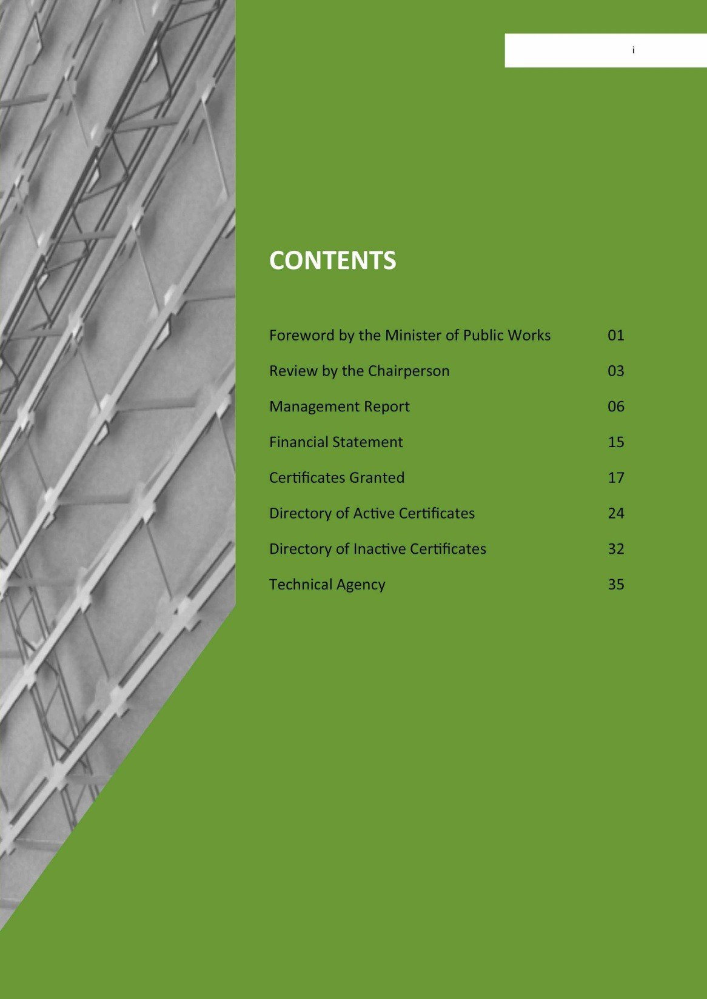 i
CONTENTS
Foreword by the Minister of Public Works 01
Review by the Chairperson 03
Management Report 06
Financial Statement 15
Certificates Granted 17
Directory of Active Certificates 24
Directory of Inactive Certificates 32
Technical Agency 35